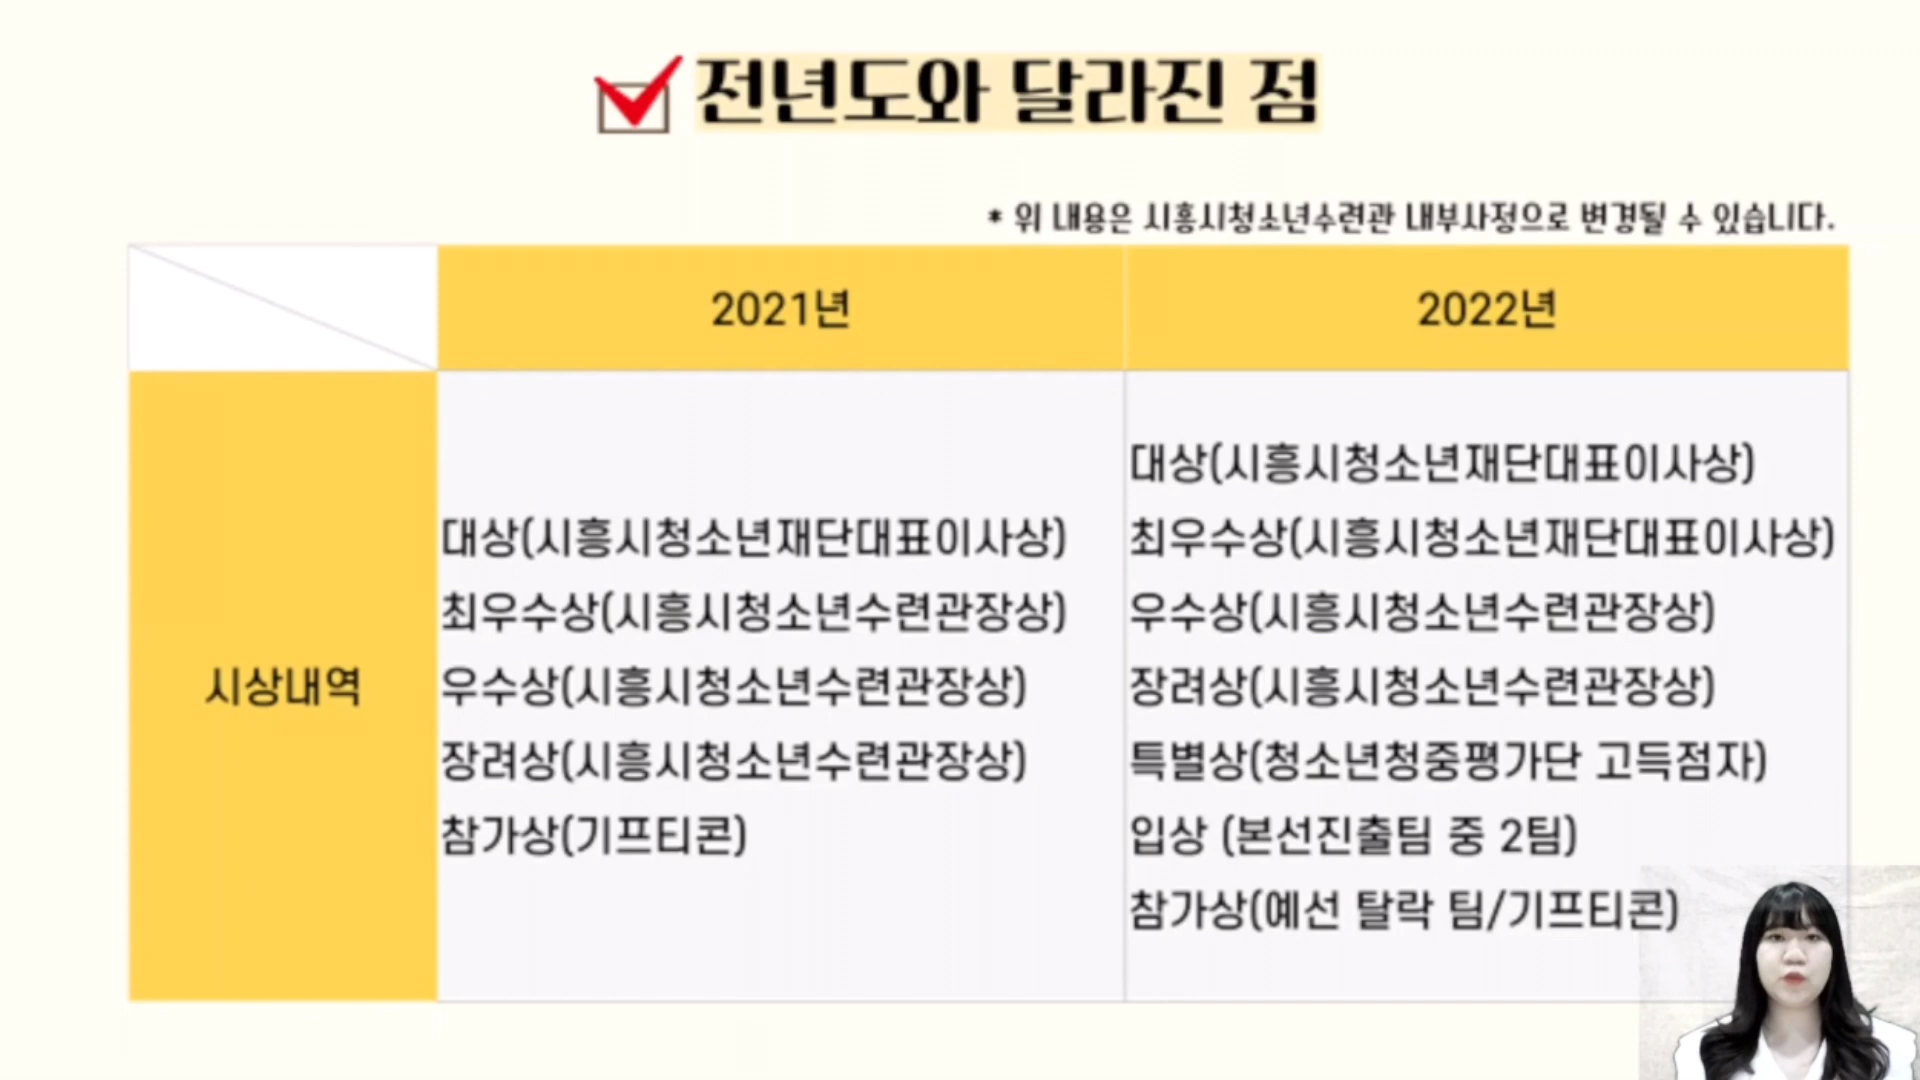 전년도와 달라진 점
* 위 내용은 시흥시청소년수련관 내부사정으로 변경될 수 있습니다.
2021년
2022년
시상내역
대상(시흥시청소년재단대표이사상)
최우수상(시흥시청소년수련관장상)
우수상(시흥시청소년수련관장상)
장려상(시흥시청소년수련관장상)
참가상(기프티콘)
대상(시흥시청소년재단대표이사상)
최우수상(시흥시청소년재단대표이사상)
우수상(시흥시청소년수련관장상)
장려상(시흥시청소년수련관장상)
특별상(청소년청중평가단 고득점자)
입상 (본선진출팀 중 2팀)
참가상(예선 탈락 팀/기프티콘)